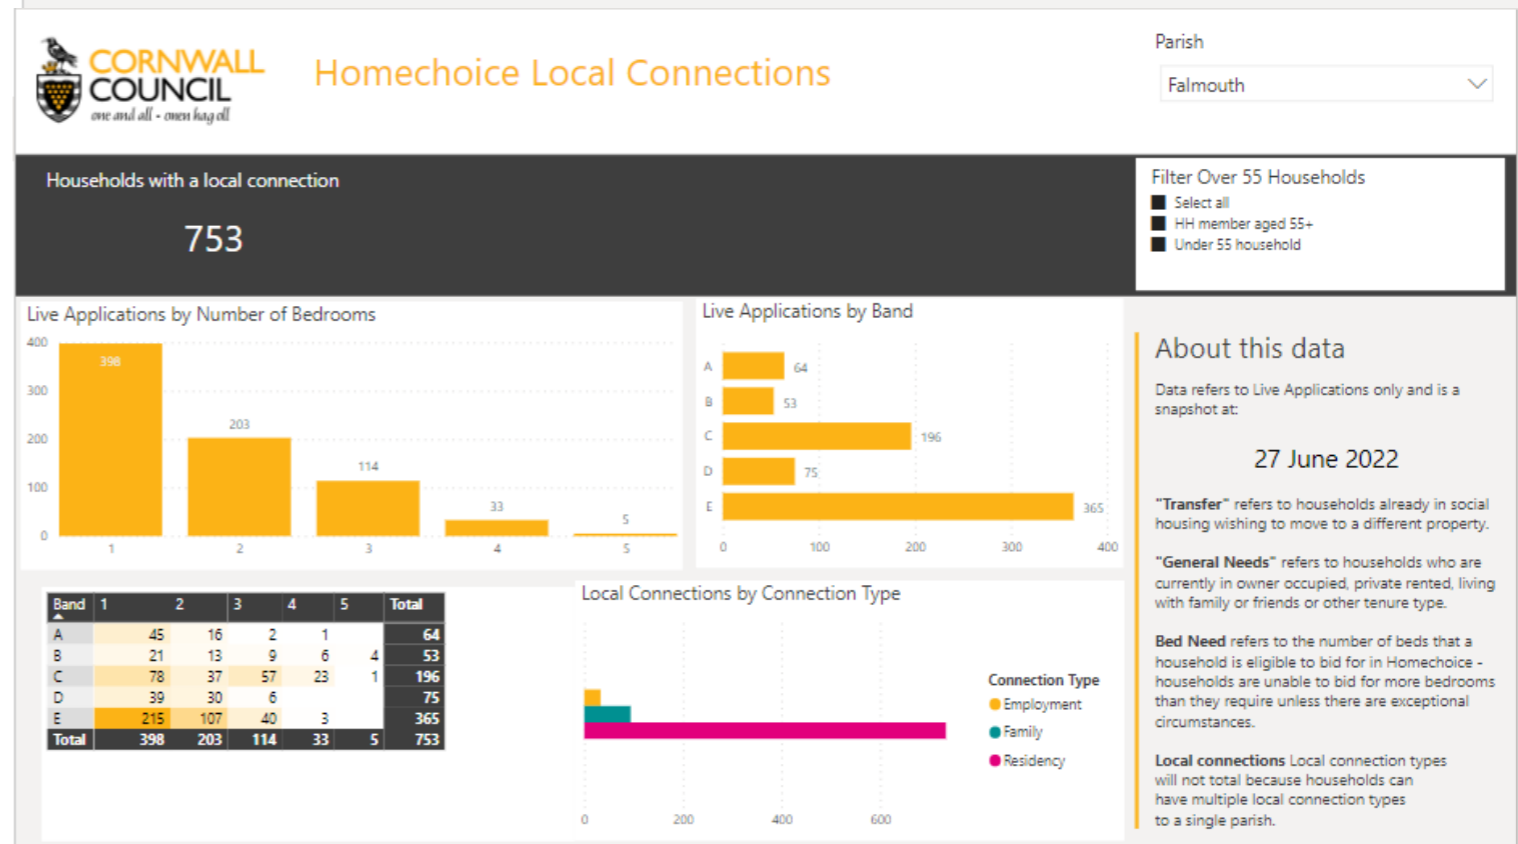 CORNWALL
COUNCIL
one and all - onen hag oll
Homechoice Local Connections
Parish
Falmouth
Households with a local connection
753
Filter Over 55 Households
Select all
HH member aged 55+
Under 55 household
Live Applications by Number of Bedrooms
400
300
200
100
0
398
203
114
33
5
1 2 3 4 5
Live Applications by Band
A 64
B 53
C 196
D 75
E 365
0 100 200 300 400
Band 1 2 3 4 5 Total
A 45 16 2 1 64
B 21 13 9 6 4 53
C 78 37 57 23 1 196
D 39 30 6 75
E 215 107 40 3 365
Total 398 203 114 33 5 753
Local Connections by Connection Type
0 200 400 600
Connection Type
Employment
Family
Residency
About this data
Data refers to Live Applications only and is a
snapshot at:
27 June 2022
"Transfer" refers to households already in social
housing wishing to move to a different property.
"General Needs" refers to households who are
currently in owner occupied, private rented, living
with family or friends or other tenure type.
Bed Need refers to the number of beds that a
household is eligible to bid for in Homechoice -
households are unable to bid for more bedrooms
than they require unless there are exceptional
circumstances.
Local connections Local connection types
will not total because households can
have multiple local connection types
to a single parish.